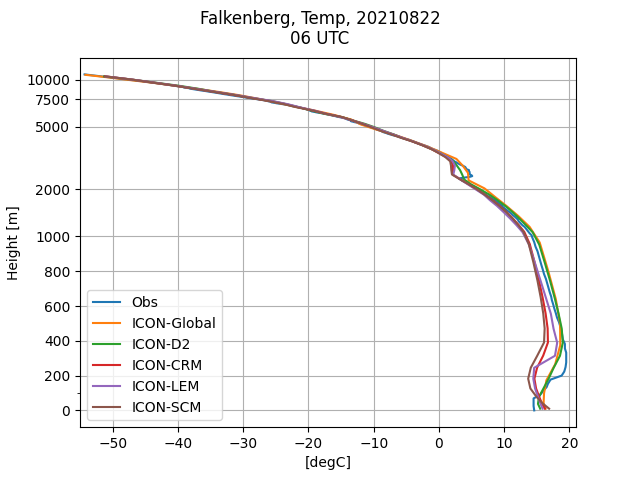 Falkenberg, Temp, 20210822
06 UTC
10000
7500
5000
2000
1000
800
600
400
200
0
Height [m]
Obs
ICON-Global
ICON-D2
ICON-CRM
ICON-LEM
ICON-SCM
−50 −40 −30 −20 −10 0 10 20
[degC]